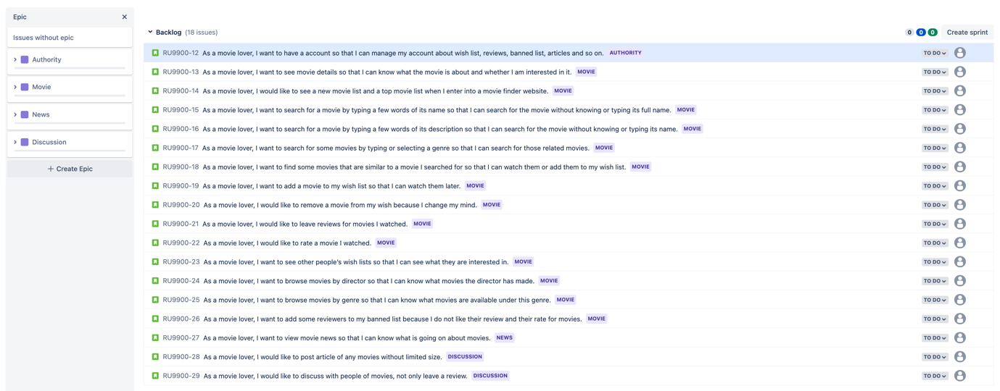 Epic
Issues without epic
Authority
Movie
News
Discussion
+ Create Epic
Backlog (18 issues)
0 0 0 Create sprint
RU9900-12 As a movie lover, I want to have a account so that I can manage my account about wish list, reviews, banned list, articles and so on. AUTHORITY TO DO
RU9900-13 As a movie lover, I want to see movie details so that I can know what the movie is about and whether I am interested in it. MOVIE TO DO
RU9900-14 As a movie lover, I would like to see a new movie list and a top movie list when I enter into a movie finder website. MOVIE TO DO
RU9900-15 As a movie lover, I want to search for a movie by typing a few words of its name so that I can search for the movie without knowing or typing its full name. MOVIE TO DO
RU9900-16 As a movie lover, I want to search for a movie by typing a few words of its description so that I can search for the movie without knowing or typing its name. MOVIE TO DO
RU9900-17 As a movie lover, I want to search for some movies by typing or selecting a genre so that I can search for those related movies. MOVIE TO DO
RU9900-18 As a movie lover, I want to find some movies that are similar to a movie I searched for so that I can watch them or add them to my wish list. MOVIE TO DO
RU9900-19 As a movie lover, I want to add a movie to my wish list so that I can watch them later. MOVIE TO DO
RU9900-20 As a movie lover, I would like to remove a movie from my wish because I change my mind. MOVIE TO DO
RU9900-21 As a movie lover, I would like to leave reviews for movies I watched. MOVIE TO DO
RU9900-22 As a movie lover, I would like to rate a movie I watched. MOVIE TO DO
RU9900-23 As a movie lover, I want to see other people's wish lists so that I can see what they are interested in. MOVIE TO DO
RU9900-24 As a movie lover, I want to browse movies by director so that I can know what movies the director has made. MOVIE TO DO
RU9900-25 As a movie lover, I want to browse movies by genre so that I can know what movies are available under this genre. MOVIE TO DO
RU9900-26 As a movie lover, I want to add some reviewers to my banned list because I do not like their review and their rate for movies. MOVIE TO DO
RU9900-27 As a movie lover, I want to view movie news so that I can know what is going on about movies. NEWS TO DO
RU9900-28 As a movie lover, I would like to post article of any movies without limited size. DISCUSSION TO DO
RU9900-29 As a movie lover, I would like to discuss with people of movies, not only leave a review. DISCUSSION TO DO